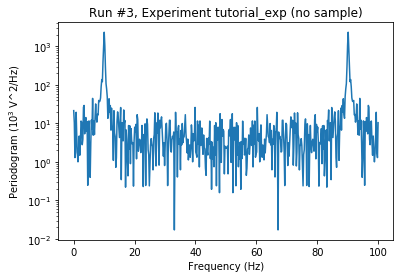 Run #3, Experiment tutorial_exp (no sample)
Periodogram (10³ V^2/Hz)
10³
10²
10¹
10⁰
10⁻¹
10⁻²
0 20 40 60 80 100
Frequency (Hz)